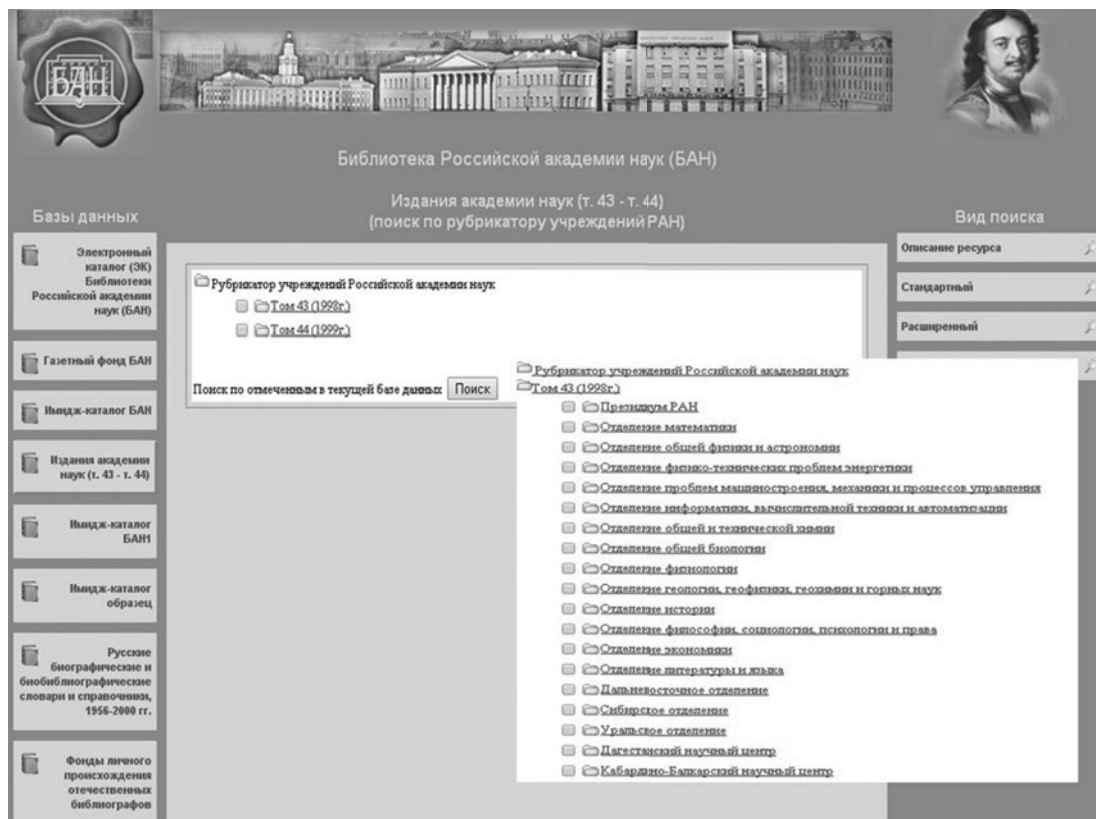 БАН
Библиотека Российской академии наук (БАН)
Издания академии наук (т. 43 - т. 44)
(поиск по рубрикатору учреждений РАН)
Базы данных
Электронный
каталог (ЭК)
Библиотеки
Российской академии
наук (БАН)
Газетный фонд БАН
Имидж-каталог БАН
Издания академии
наук (т. 43 - т. 44)
Имидж-каталог
БАН1
Имидж-каталог
образец
Русские
биографические и
биобиблиографические
словари и справочники,
1956-2000 гг.
Фонды личного
происхождения
отечественных
библиографов
Рубрикатор учреждений Российской академии наук
Том 43 (1998г.)
Том 44 (1999г.)
Поиск по отмеченным в текущей базе данных Поиск
Рубрикатор учреждений Российской академии наук
Том 43 (1998г.)
Президиум РАН
Отделение математики
Отделение общей физики и астрономии
Отделение физико-технических проблем энергетики
Отделение проблем машиностроения, механики и процессов управления
Отделение информатики, вычислительной техники и автоматизации
Отделение общей и технической химии
Отделение общей биологии
Отделение физиологии
Отделение геологии, геофизики, геохимии и горных наук
Отделение истории
Отделение философии, социологии, психологии и права
Отделение экономики
Отделение литературы и языка
Дальневосточное отделение
Сибирское отделение
Уральское отделение
Дагестанский научный центр
Кабардино-Балкарский научный центр
Вид поиска
Описание ресурса
Стандартный
Расширенный